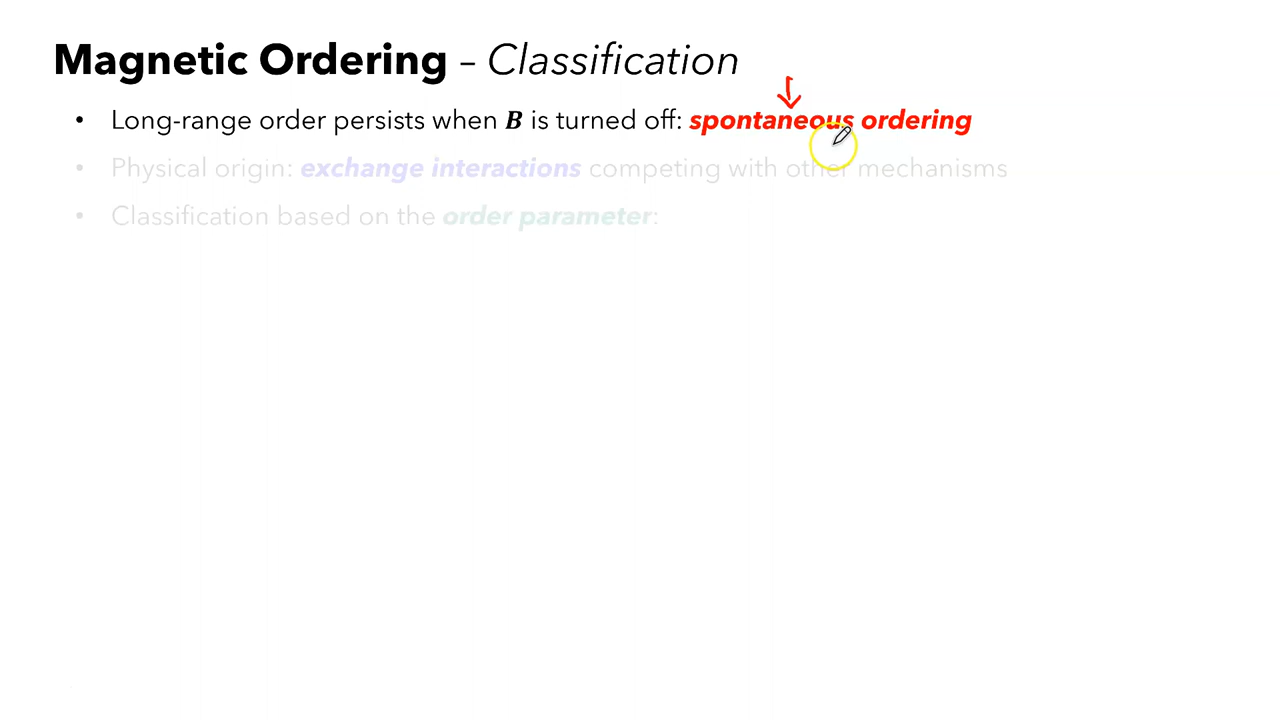 Magnetic Ordering – Classification
• Long-range order persists when B is turned off: spontaneous ordering
• Physical origin: exchange interactions competing with other mechanisms
• Classification based on the order parameter: